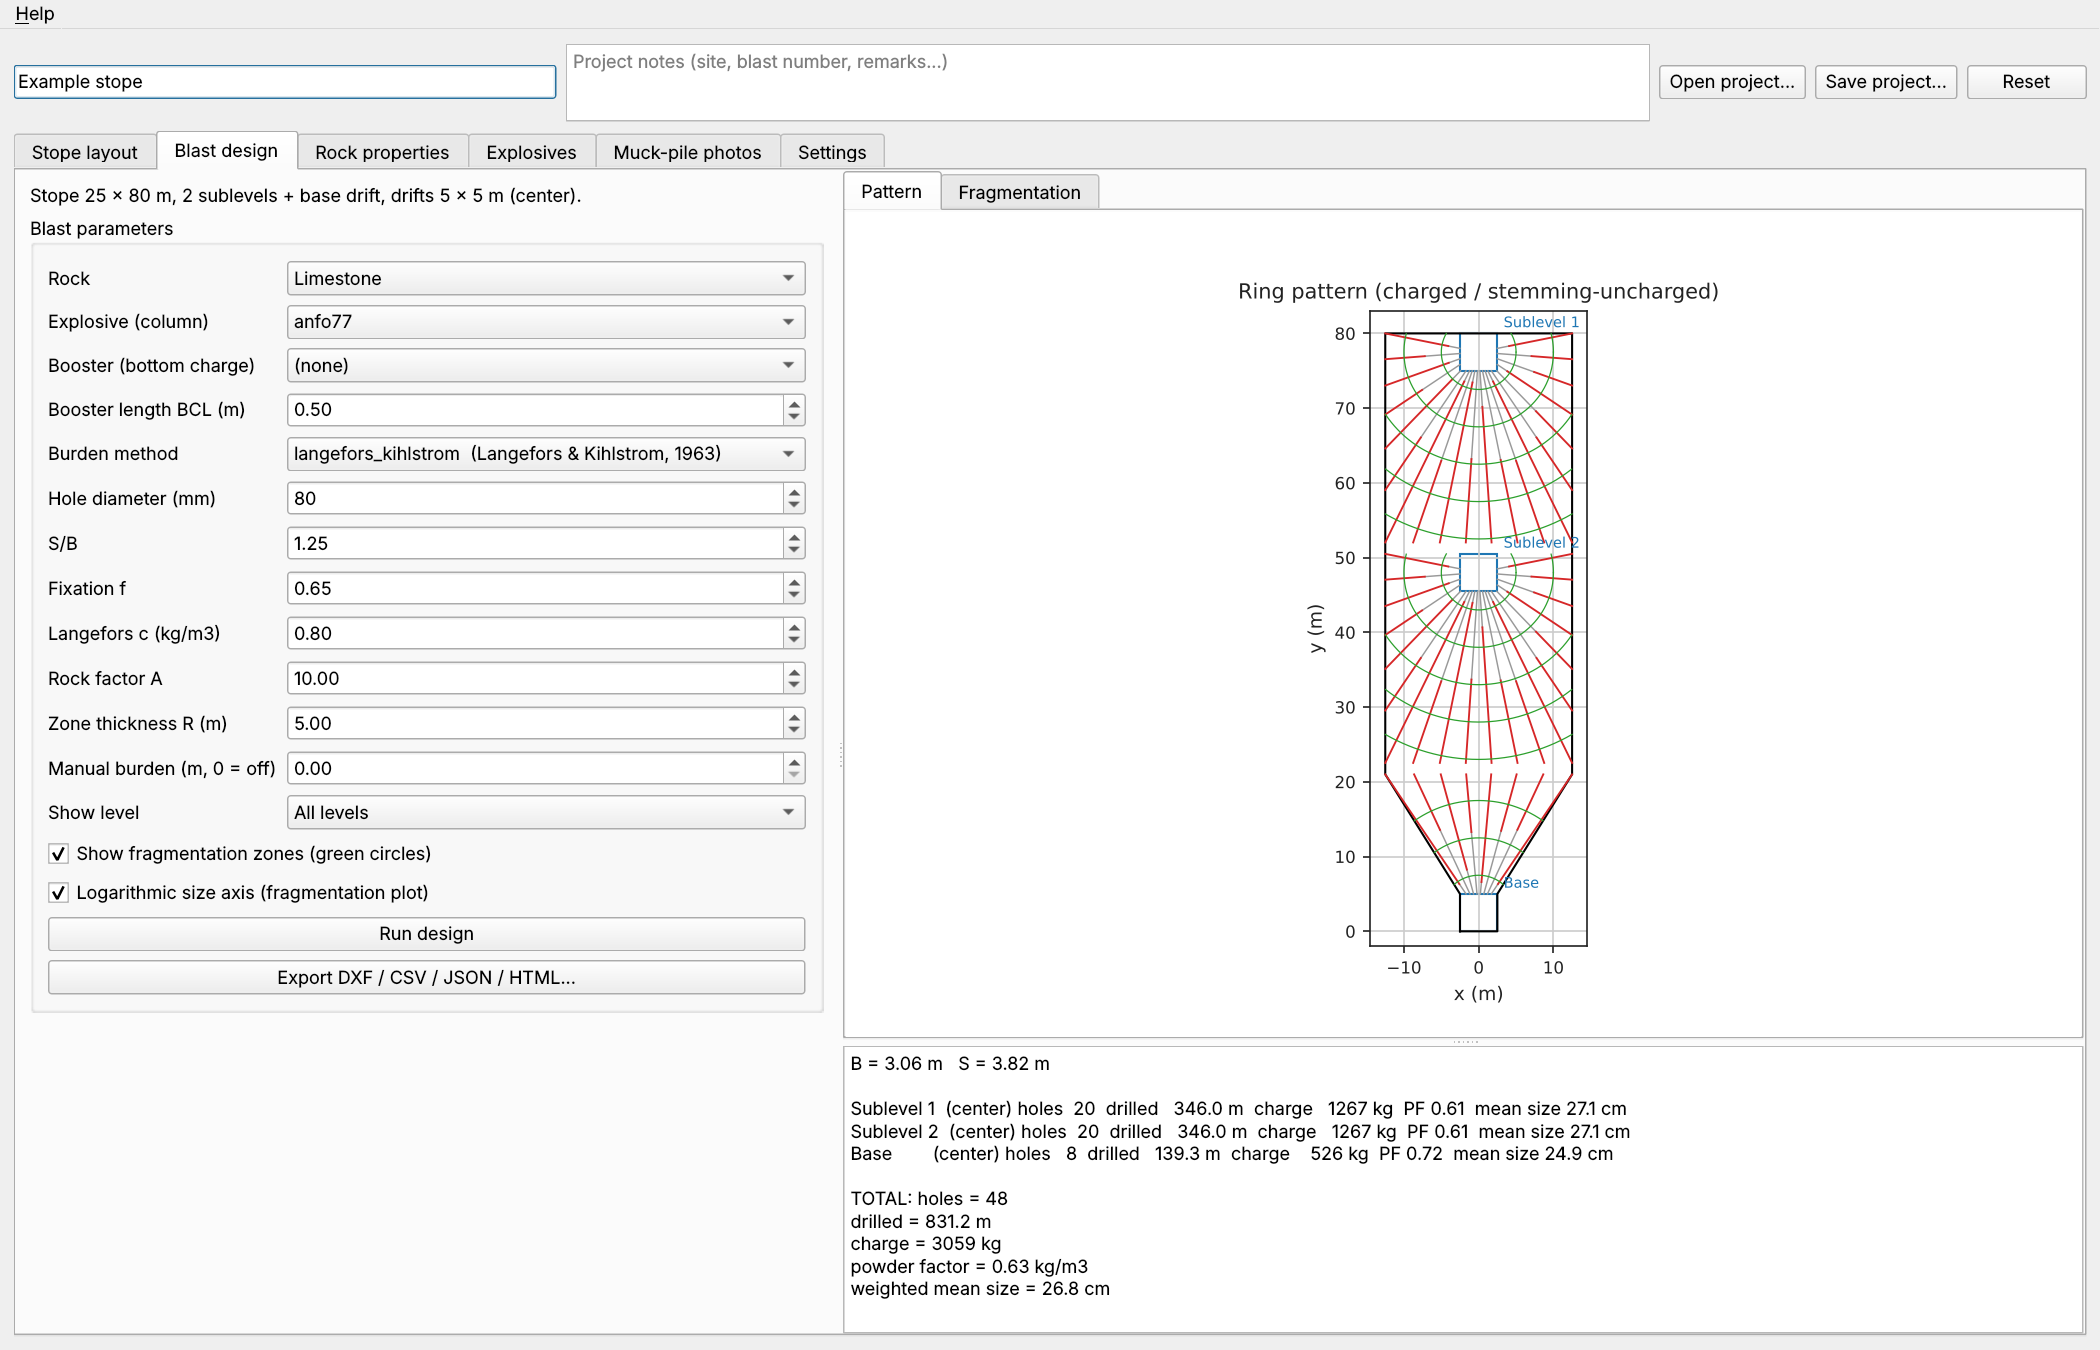 Help
Example stope
Project notes (site, blast number, remarks...)
Open project...
Save project...
Reset
Stope layout
Blast design
Rock properties
Explosives
Muck-pile photos
Settings
Stope 25 × 80 m, 2 sublevels + base drift, drifts 5 × 5 m (center).
Blast parameters
Rock
Limestone
Explosive (column)
anfo77
Booster (bottom charge)
(none)
Booster length BCL (m)
0.50
Burden method
langefors_kihlstrom  (Langefors & Kihlstrom, 1963)
Hole diameter (mm)
80
S/B
1.25
Fixation f
0.65
Langefors c (kg/m3)
0.80
Rock factor A
10.00
Zone thickness R (m)
5.00
Manual burden (m, 0 = off)
0.00
Show level
All levels
Show fragmentation zones (green circles)
Logarithmic size axis (fragmentation plot)
Run design
Export DXF / CSV / JSON / HTML...
Pattern
Fragmentation
Ring pattern (charged / stemming-uncharged)
Sublevel 1
Sublevel 2
Base
80
70
60
50
40
30
20
10
0
y (m)
−10
0
10
x (m)
B = 3.06 m   S = 3.82 m
Sublevel 1  (center) holes  20  drilled   346.0 m  charge   1267 kg  PF 0.61  mean size 27.1 cm
Sublevel 2  (center) holes  20  drilled   346.0 m  charge   1267 kg  PF 0.61  mean size 27.1 cm
Base        (center) holes   8  drilled   139.3 m  charge    526 kg  PF 0.72  mean size 24.9 cm
TOTAL: holes = 48
drilled = 831.2 m
charge = 3059 kg
powder factor = 0.63 kg/m3
weighted mean size = 26.8 cm